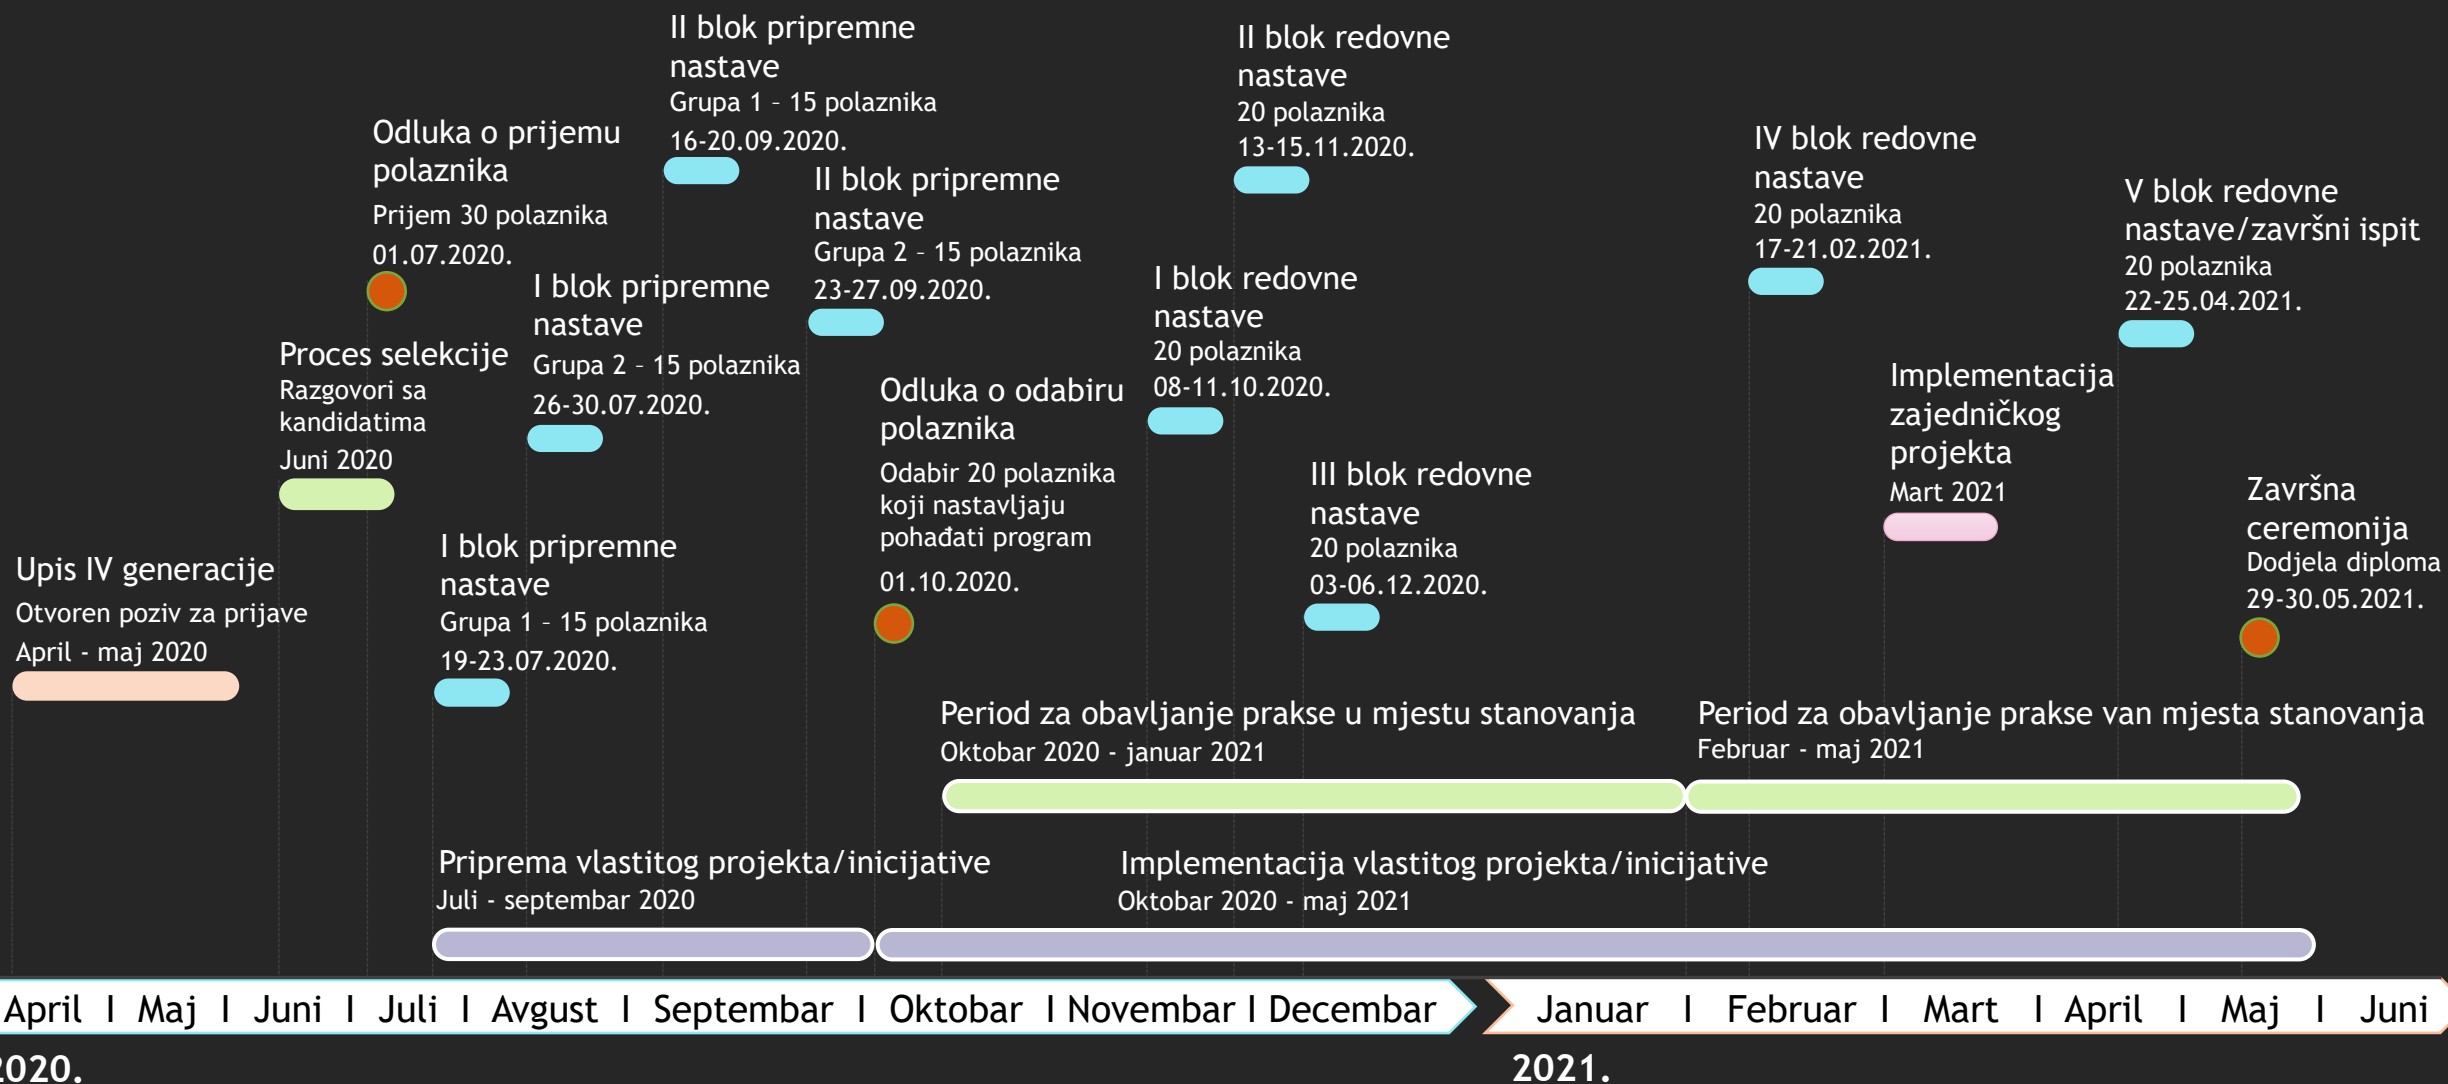 II blok pripremne
nastave
Grupa 1 – 15 polaznika
16-20.09.2020.
II blok redovne
nastave
20 polaznika
13-15.11.2020.
Odluka o prijemu
polaznika
Prijem 30 polaznika
01.07.2020.
IV blok redovne
nastave
20 polaznika
17-21.02.2021.
II blok pripremne
nastave
Grupa 2 – 15 polaznika
23-27.09.2020.
V blok redovne
nastave/završni ispit
20 polaznika
22-25.04.2021.
I blok pripremne
nastave
Grupa 2 – 15 polaznika
26-30.07.2020.
I blok redovne
nastave
20 polaznika
08-11.10.2020.
Proces selekcije
Razgovori sa
kandidatima
Juni 2020
Odluka o odabiru
polaznika
Odabir 20 polaznika
koji nastavljaju
pohađati program
01.10.2020.
Implementacija
zajedničkog
projekta
Mart 2021
III blok redovne
nastave
20 polaznika
03-06.12.2020.
Završna
ceremonija
Dodjela diploma
29-30.05.2021.
I blok pripremne
nastave
Grupa 1 – 15 polaznika
19-23.07.2020.
Upis IV generacije
Otvoren poziv za prijave
April - maj 2020
Period za obavljanje prakse u mjestu stanovanja
Oktobar 2020 - januar 2021
Period za obavljanje prakse van mjesta stanovanja
Februar - maj 2021
Priprema vlastitog projekta/inicijative
Juli - septembar 2020
Implementacija vlastitog projekta/inicijative
Oktobar 2020 - maj 2021
April I Maj I Juni I Juli I Avgust I Septembar I Oktobar I Novembar I Decembar
Januar I Februar I Mart I April I Maj I Juni
2020.
2021.